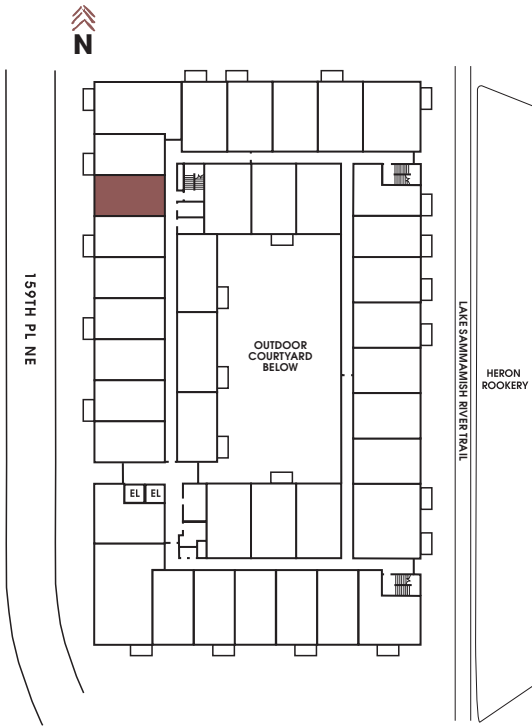 N
159TH PL NE
OUTDOOR
COURTYARD
BELOW
LAKE SAMMAMISH RIVER TRAIL
HERON
ROOKERY
EL
EL